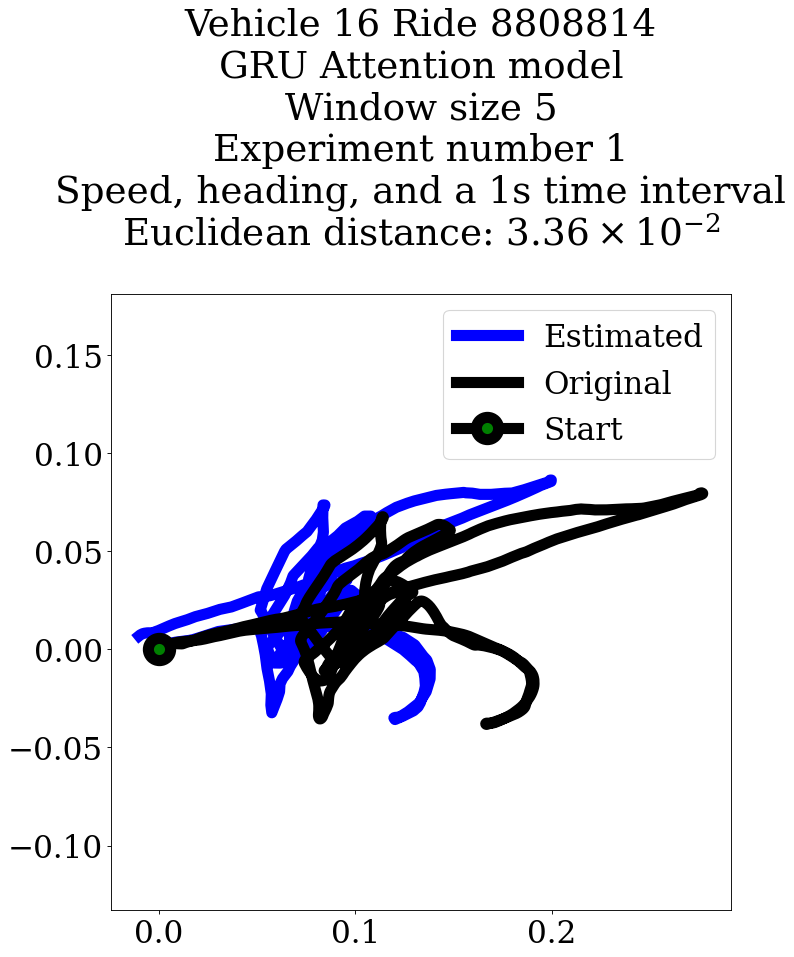 Vehicle 16 Ride 8808814
GRU Attention model
Window size 5
Experiment number 1
Speed, heading, and a 1s time interval
Euclidean distance: 3.36 × 10⁻²
Estimated
Original
Start
0.15
0.10
0.05
0.00
−0.05
−0.10
0.0
0.1
0.2